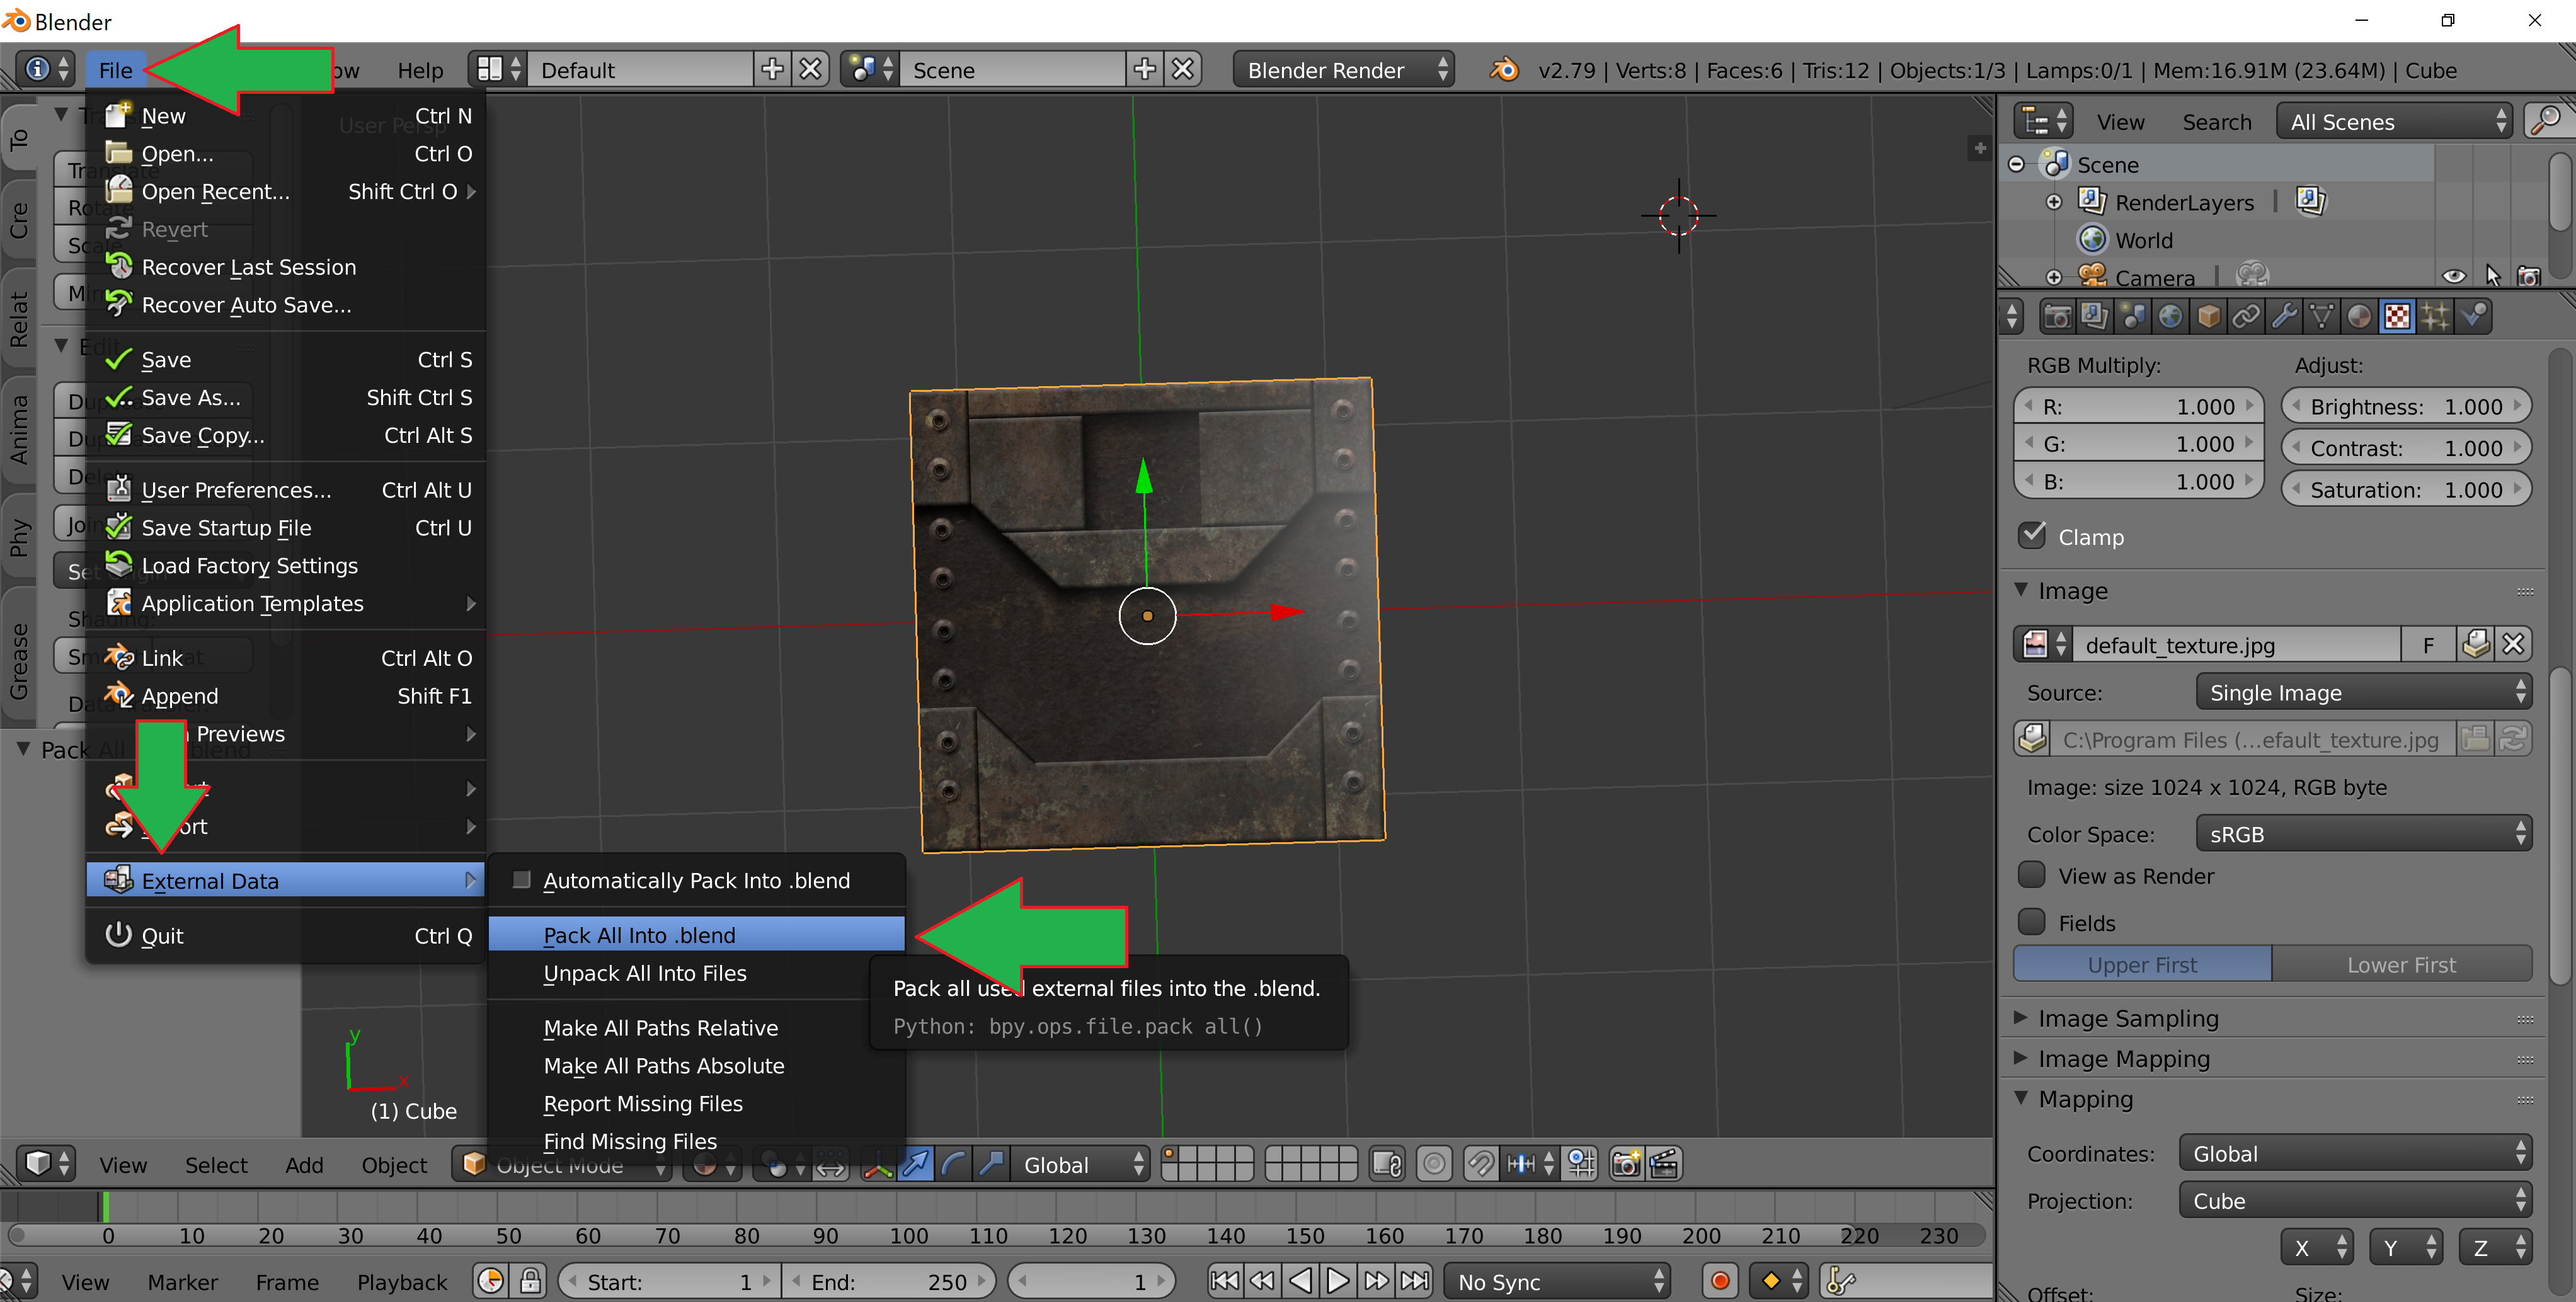 Blender
File
ow
Help
Default
Scene
Blender Render
v2.79 | Verts:8 | Faces:6 | Tris:12 | Objects:1/3 | Lamps:0/1 | Mem:16.91M (23.64M) | Cube
New Ctrl N
Open... Ctrl O
Open Recent... Shift Ctrl O
Revert
Recover Last Session
Recover Auto Save...
Save Ctrl S
Save As... Shift Ctrl S
Save Copy... Ctrl Alt S
User Preferences... Ctrl Alt U
Save Startup File Ctrl U
Load Factory Settings
Application Templates
Link Ctrl Alt O
Append Shift F1
Previews
External Data
Quit Ctrl Q
Automatically Pack Into .blend
Pack All Into .blend
Unpack All Into Files
Make All Paths Relative
Make All Paths Absolute
Report Missing Files
Find Missing Files
Pack all used external files into the .blend.
Python: bpy.ops.file.pack all()
To
Cre
Relat
Anima
Phy
Grease
User Persp
Pack All
y
x
(1) Cube
View
Select
Add
Object
Object Mode
Global
0 10 20 30 40 50 60 70 80 90 100 110 120 130 140 150 160 170 180 190 200 210 220 230
View
Marker
Frame
Playback
Start: 1
End: 250
1
No Sync
View
Search
All Scenes
Scene
RenderLayers
World
Camera
RGB Multiply:
Adjust:
R: 1.000
Brightness: 1.000
G: 1.000
Contrast: 1.000
B: 1.000
Saturation: 1.000
Clamp
Image
default_texture.jpg
F
Source: Single Image
C:\Program Files (...efault_texture.jpg
Image: size 1024 x 1024, RGB byte
Color Space: sRGB
View as Render
Fields
Upper First
Lower First
Image Sampling
Image Mapping
Mapping
Coordinates: Global
Projection: Cube
X
Y
Z
Offset:
Size: